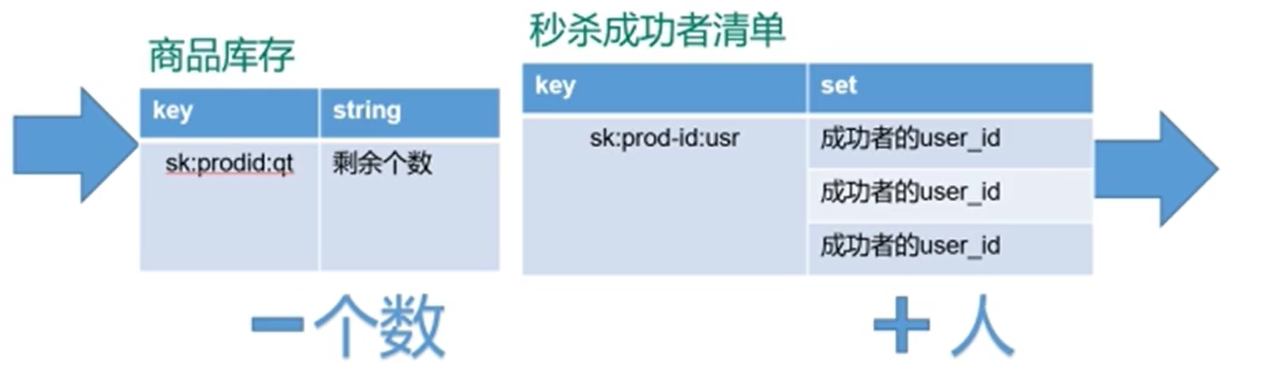 商品库存
key string
sk:prodid:qt 剩余个数
－个数
秒杀成功者清单
key set
sk:prod-id:usr 成功者的user_id
成功者的user_id
成功者的user_id
＋ 人